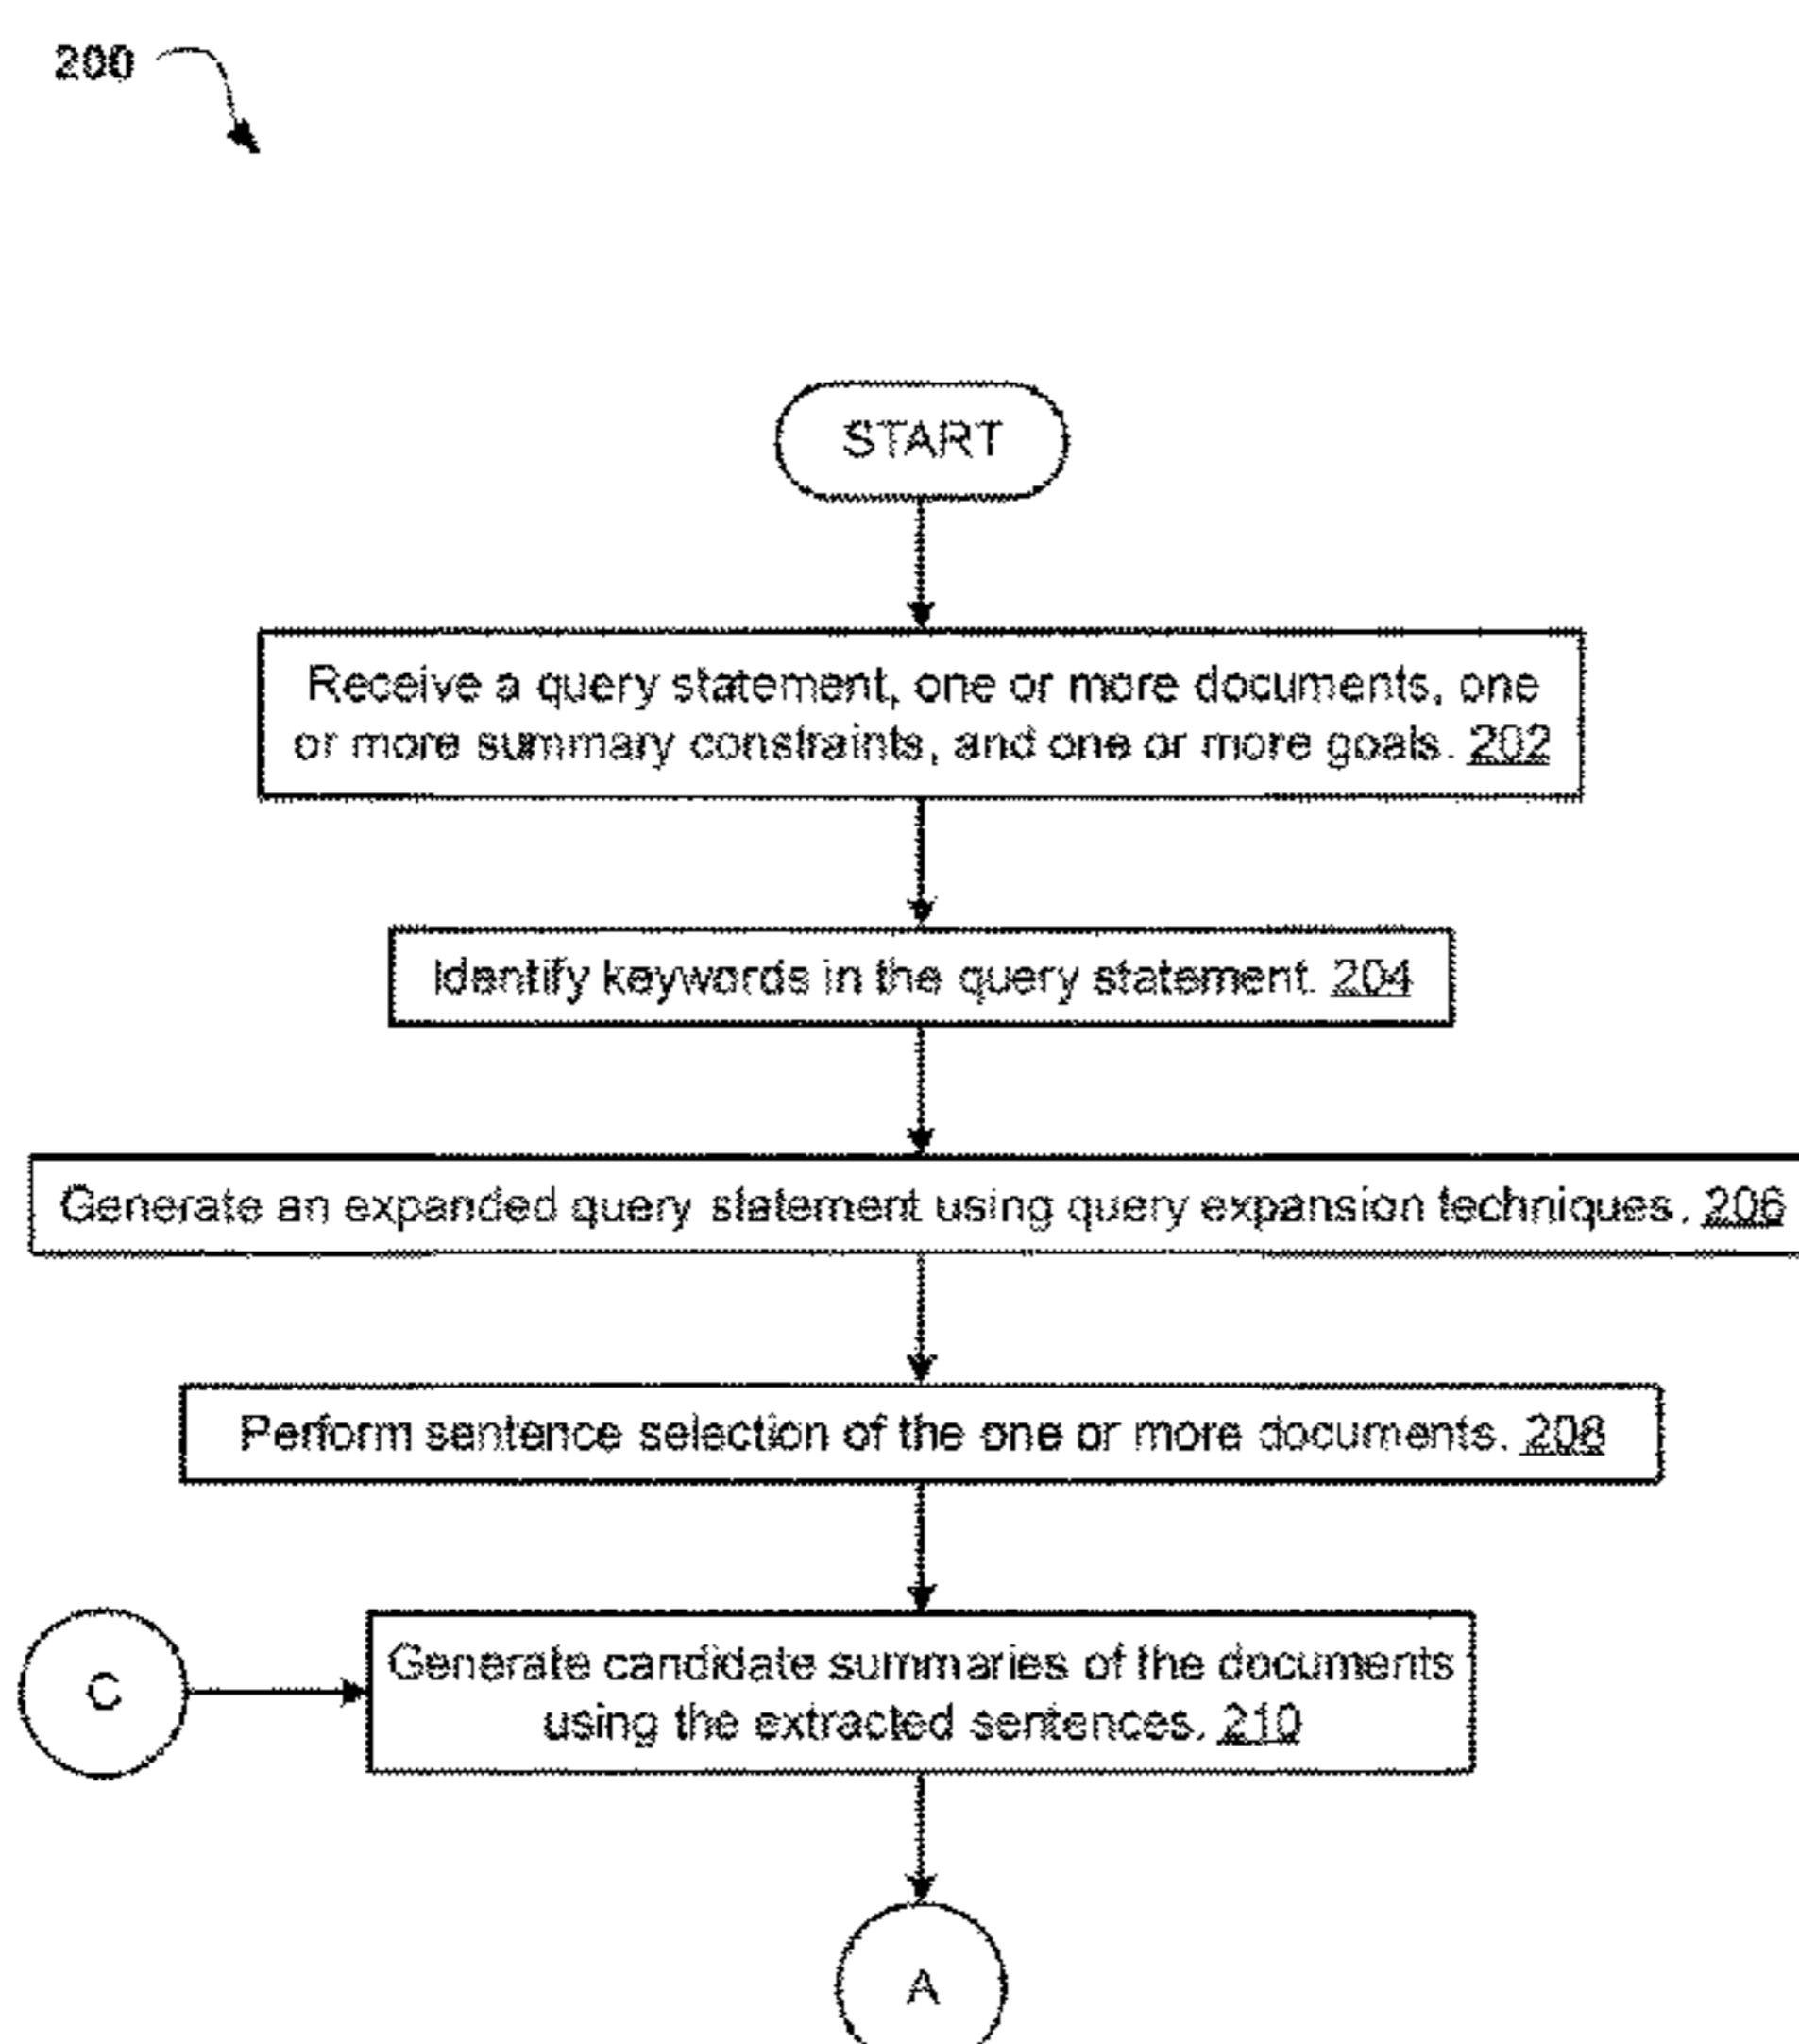 200
START
Receive a query statement, one or more documents, one
or more summary constraints, and one or more goals. 202
Identify keywords in the query statement. 204
Generate an expanded query statement using query expansion techniques. 206
Perform sentence selection of the one or more documents. 208
C
Generate candidate summaries of the documents
using the extracted sentences. 210
A